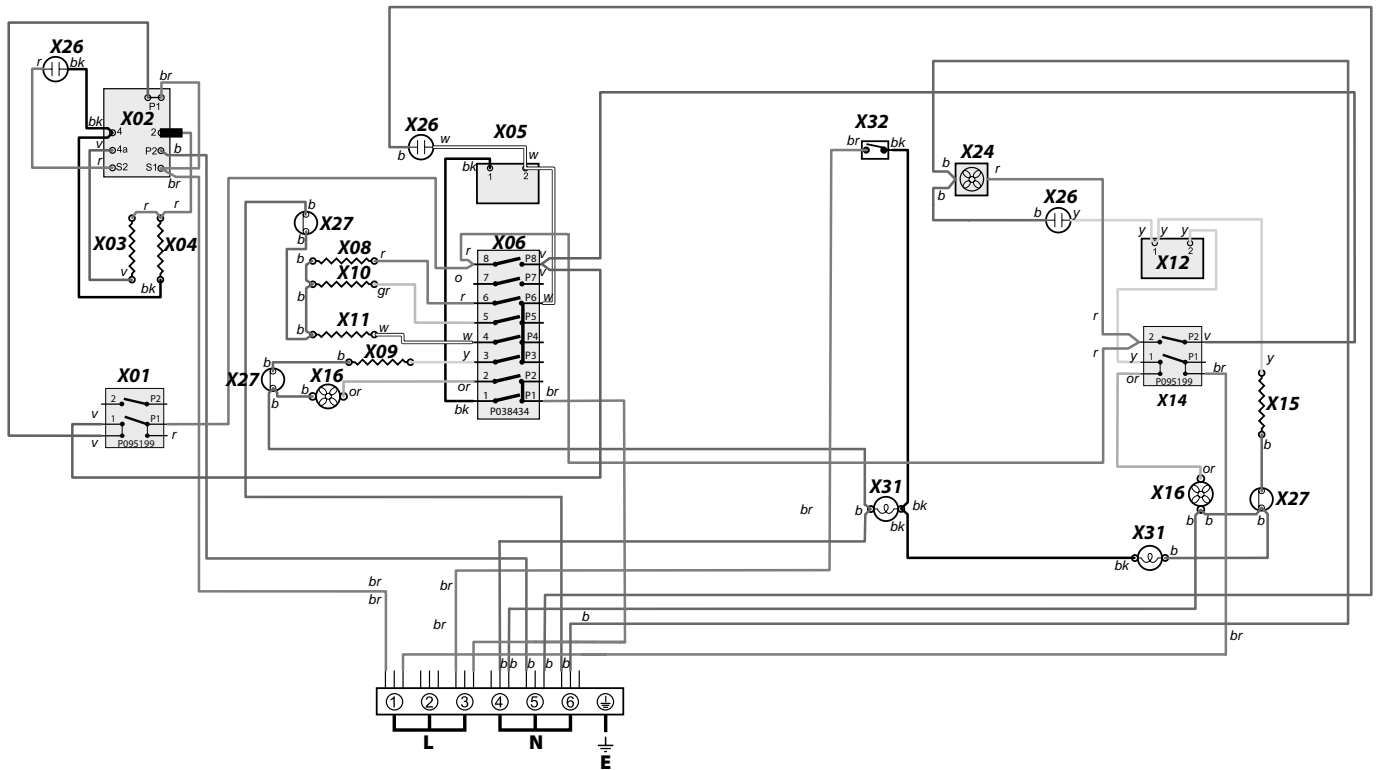 X26
r
bk
br
P1
X02
bk
4
2
v
4a
P2
b
r
S2
S1
br
r
r
X03
X04
v
bk
X01
2
P2
v
1
P1
v
r
P095199
b
X27
b
b
X08
r
X10
b
gr
b
X11
w
b
X09
b
X27
X16
b
or
b
X26
w
b
X05
w
bk
1
2
X06
r
8
P8
v
v
o
7
P7
r
6
P6
w
5
P5
w
4
P4
y
3
P3
or
2
P2
br
bk
1
P1
P038434
X32
br
bk
X24
b
r
b
X26
b
y
y
y
y
1
2
X12
r
r
2
P2
v
y
1
P1
br
or
P095199
X14
y
X15
b
or
X16
b
b
X27
b
X31
b
bk
bk
br
X31
bk
b
br
br
br
br
b
br
b
b
b
b
b
1
2
3
4
5
6
L
N
E